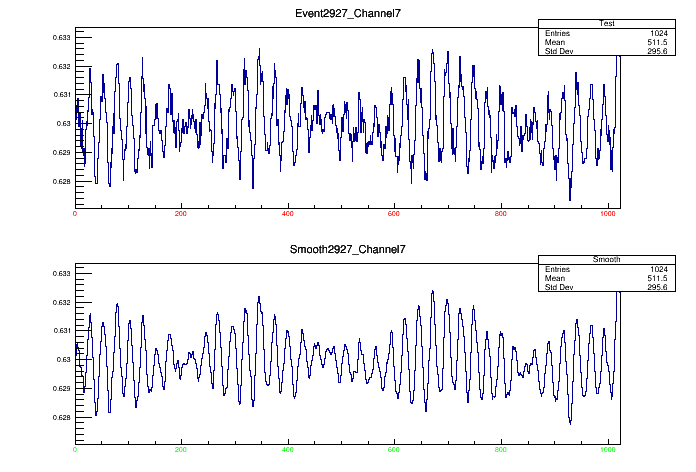 Event2927_Channel7
Test
Entries 1024
Mean 511.5
Std Dev 295.6
0.633
0.632
0.631
0.63
0.629
0.628
0 200 400 600 800 1000
Smooth2927_Channel7
Smooth
Entries 1024
Mean 511.5
Std Dev 295.6
0.633
0.632
0.631
0.63
0.629
0.628
0 200 400 600 800 1000